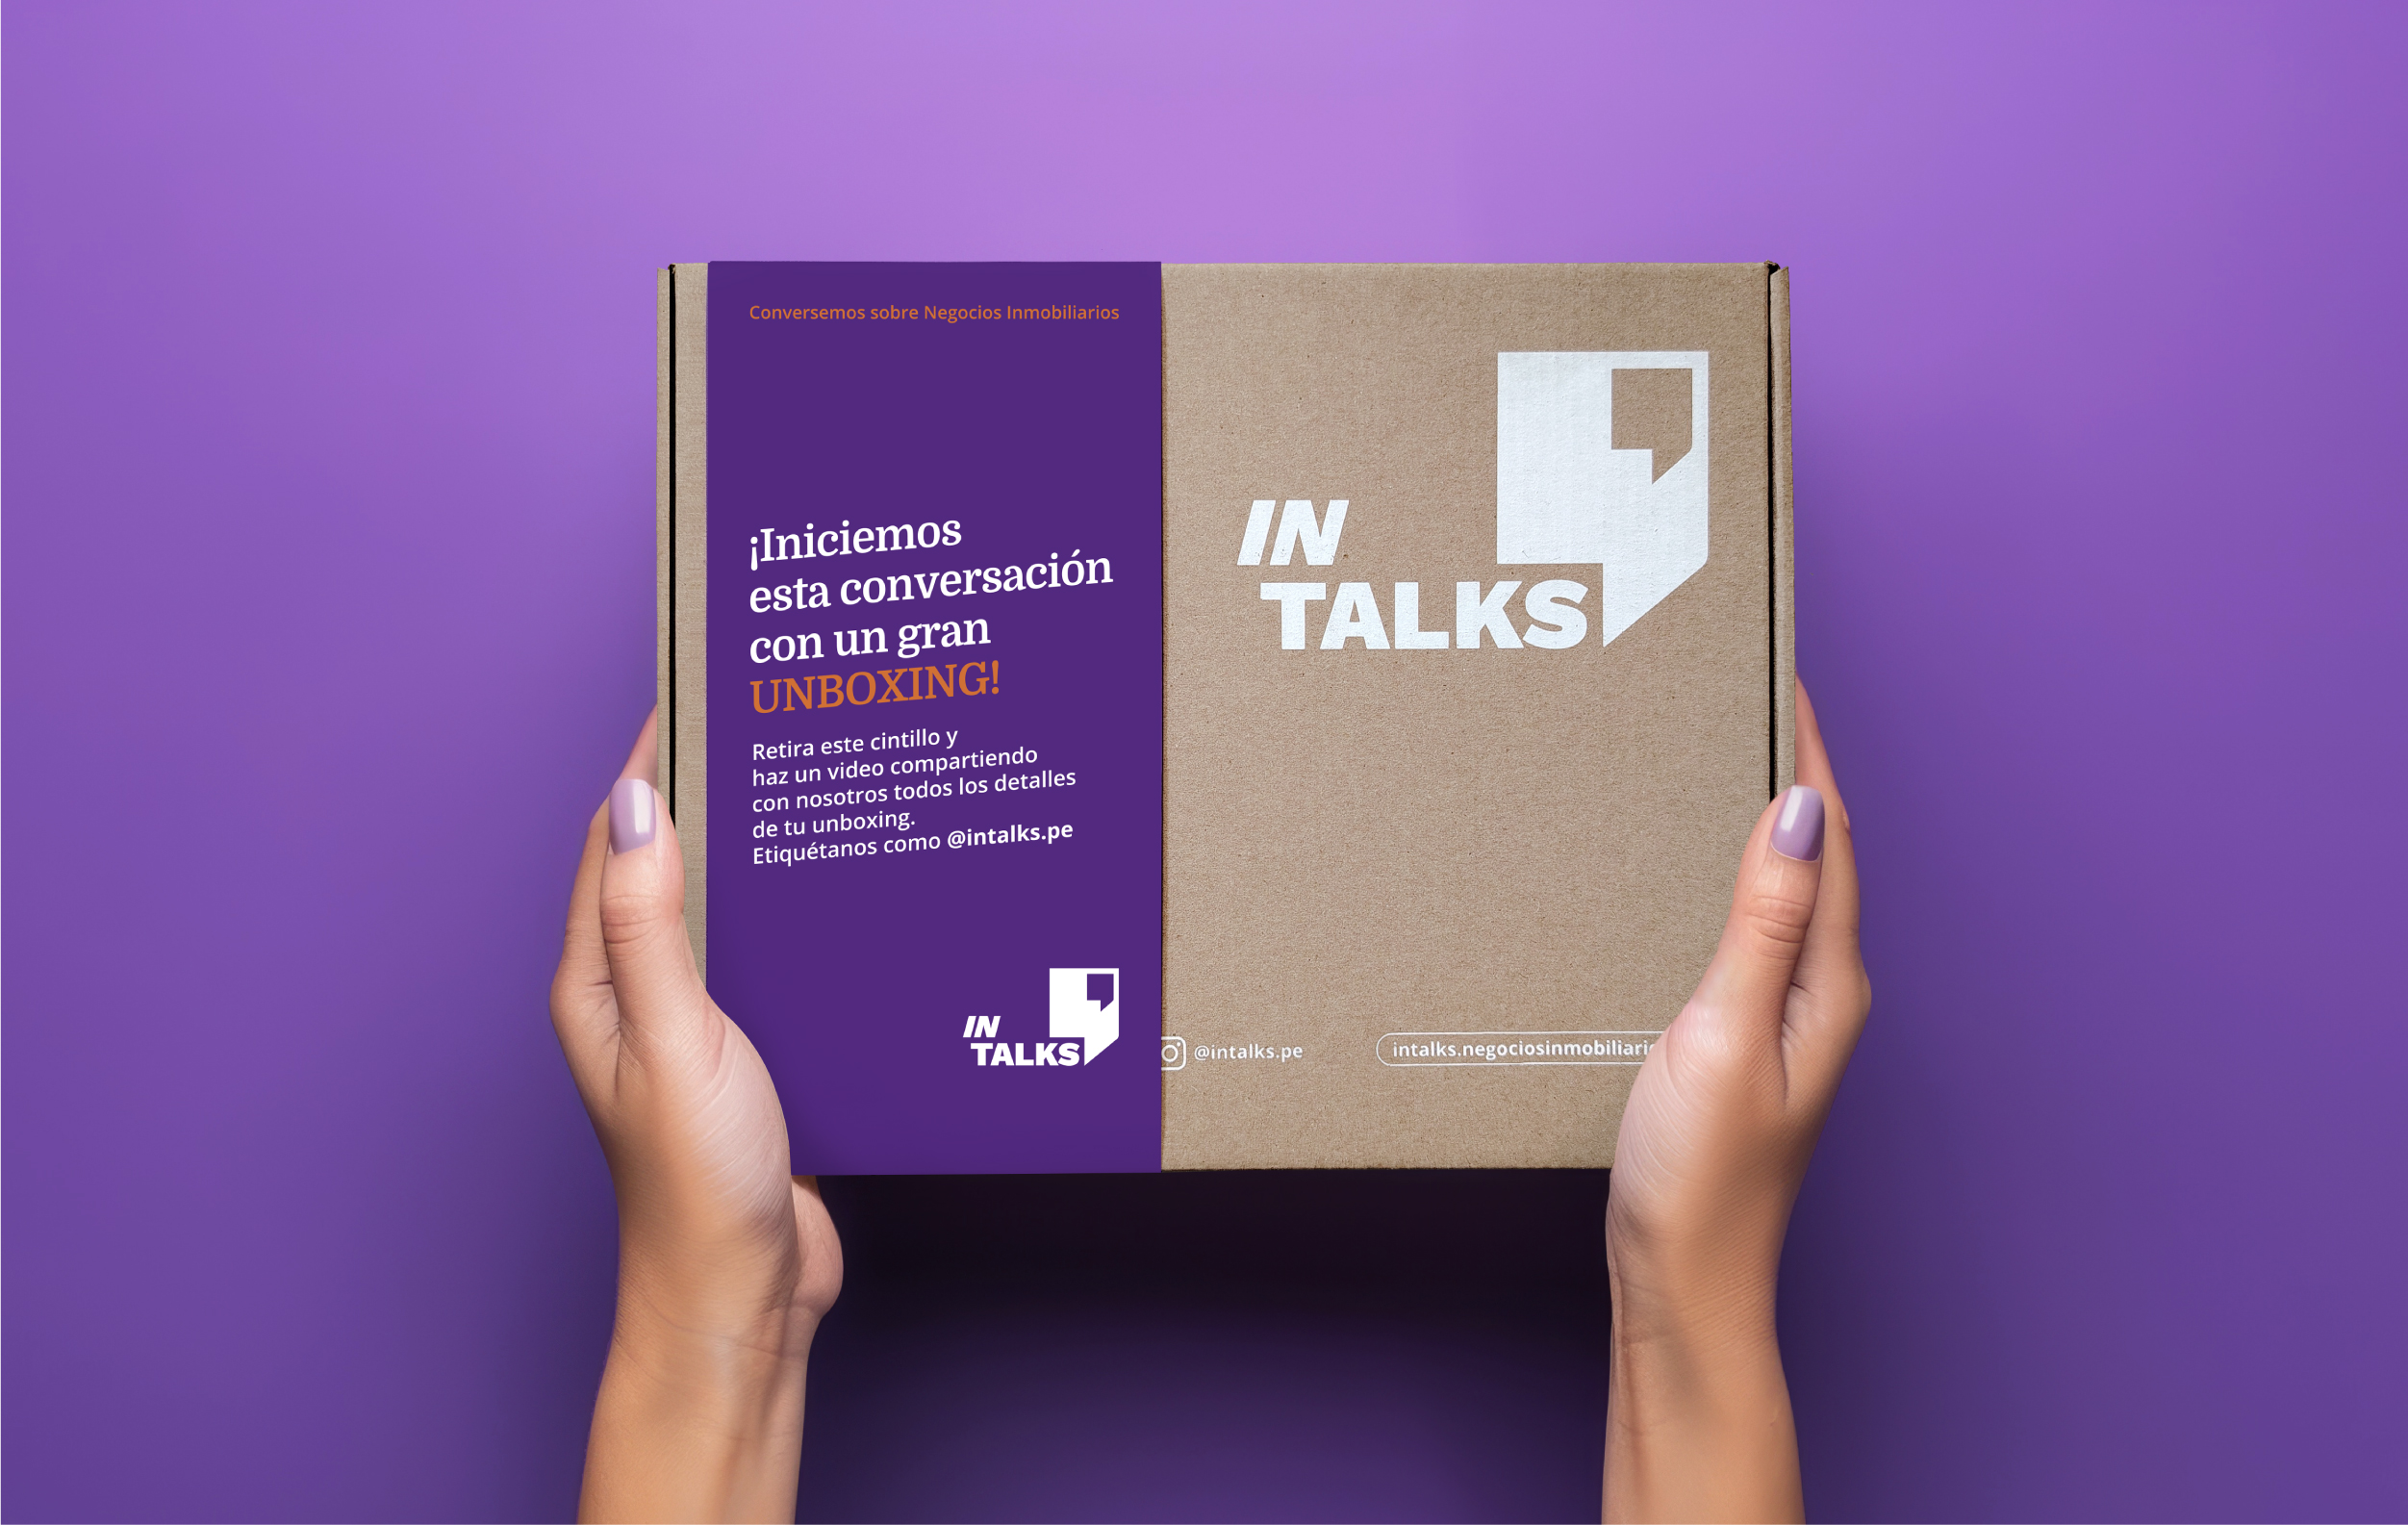 Conversemos sobre Negocios Inmobiliarios
¡Iniciemos
esta conversación
con un gran
UNBOXING!
Retira este cintillo y
haz un video compartiendo
con nosotros todos los detalles
de tu unboxing.
Etiquétanos como @intalks.pe
IN
TALKS
IN
TALKS
@intalks.pe